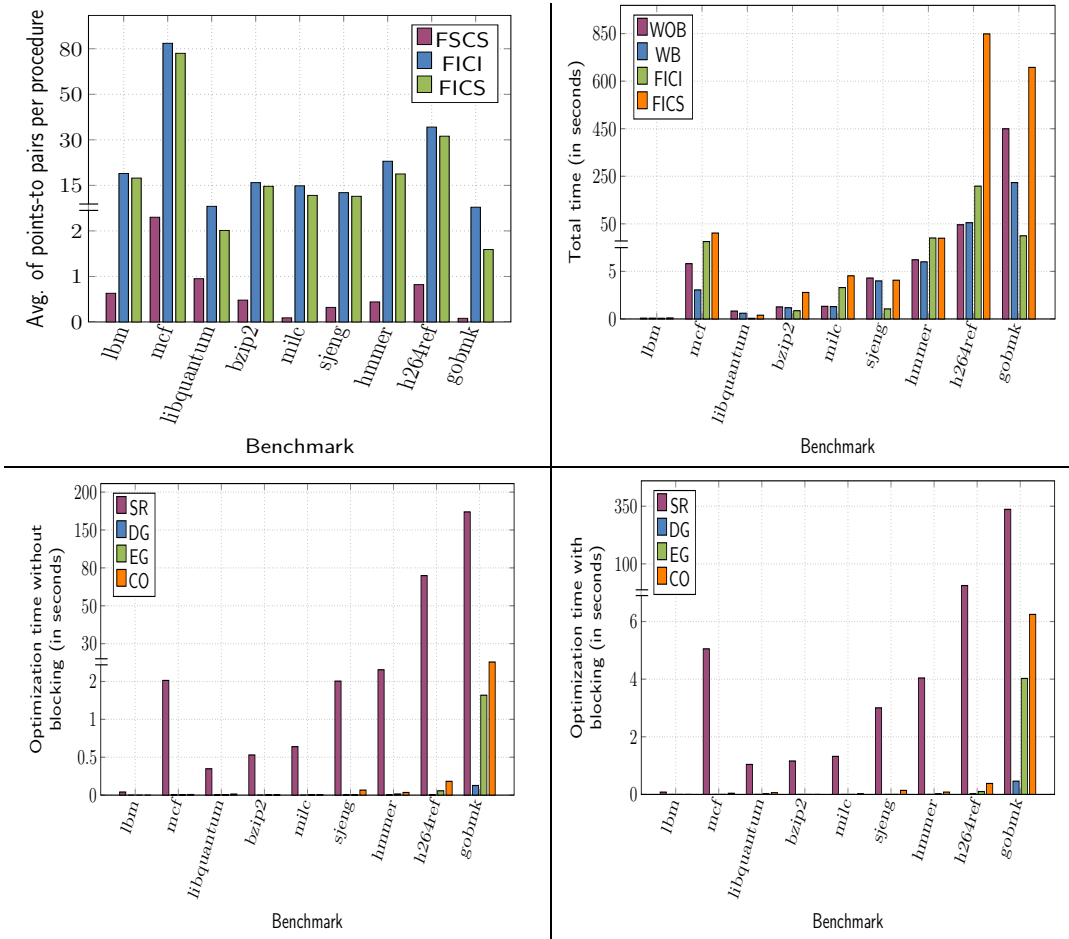 Avg. of points-to pairs per procedure
80
50
30
15
2
1
0
FSCS
FICI
FICS
lbm
mcf
libquantum
bzip2
milc
sjeng
hmmer
h264ref
gobmk
Benchmark
Total time (in seconds)
850
600
450
250
50
5
0
WOB
WB
FICI
FICS
lbm
mcf
libquantum
bzip2
milc
sjeng
hmmer
h264ref
gobmk
Benchmark
Optimization time without
blocking (in seconds)
200
150
80
50
30
2
1
0.5
0
SR
DG
EG
CO
lbm
mcf
libquantum
bzip2
milc
sjeng
hmmer
h264ref
gobmk
Benchmark
Optimization time with
blocking (in seconds)
350
100
6
4
2
0
SR
DG
EG
CO
lbm
mcf
libquantum
bzip2
milc
sjeng
hmmer
h264ref
gobmk
Benchmark